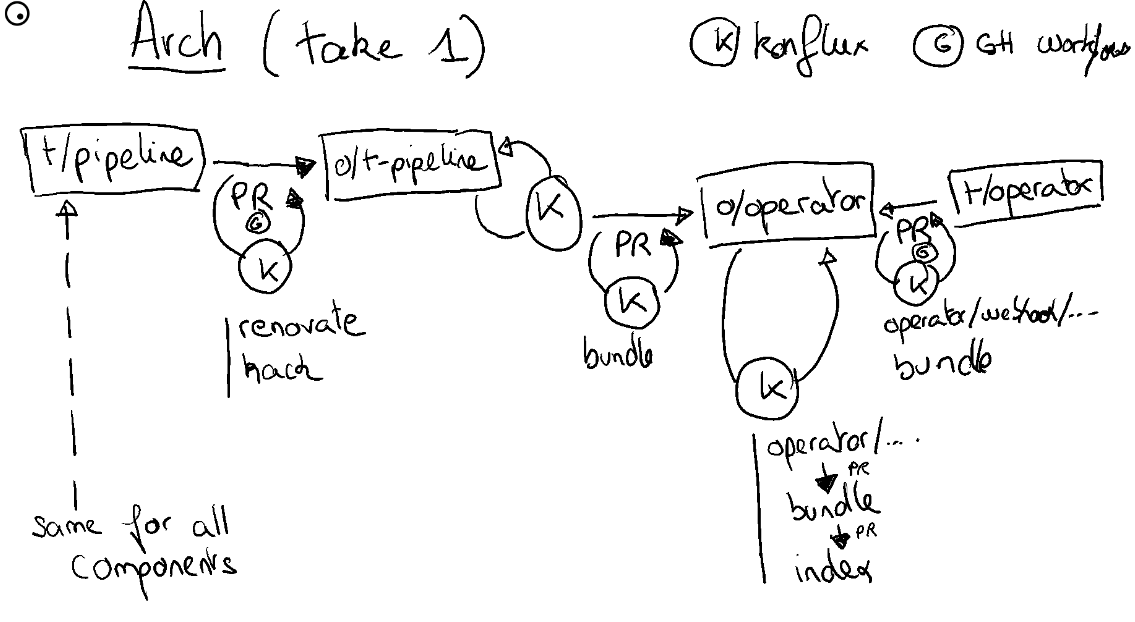 Arch (take 1)
K konflux
G GH workflows
t/pipeline
PR
G
K
renovate
hack
o/t-pipeline
K
PR
K
bundle
o/operator
K
operator/....
PR
bundle
PR
index
t/operator
PR
G
K
operator/webhook/....
bundle
same for all
components